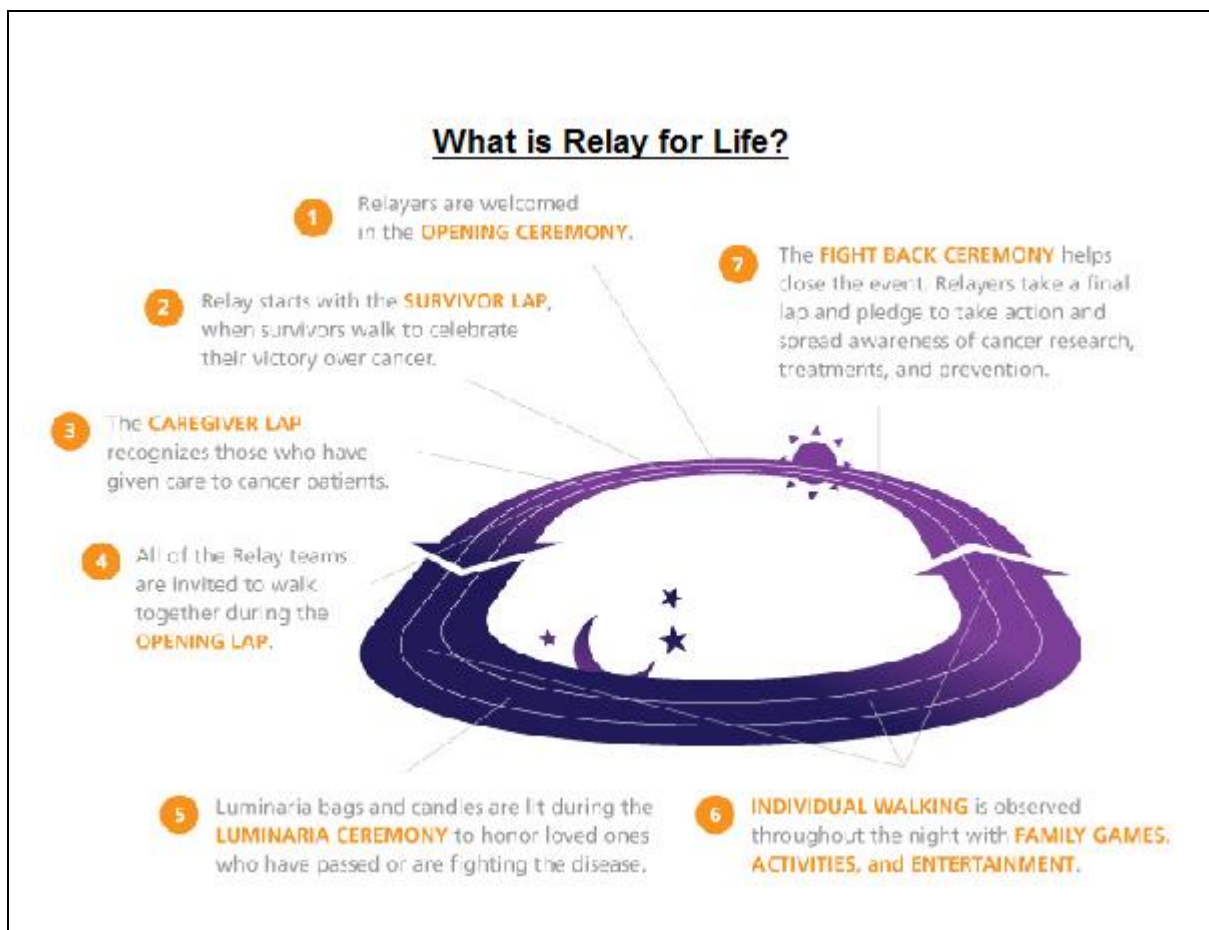 What is Relay for Life?
1
Relayers are welcomed
in the OPENING CEREMONY.
2
Relay starts with the SURVIVOR LAP,
when survivors walk to celebrate
their victory over cancer.
3
The CAREGIVER LAP
recognizes those who have
given care to cancer patients.
4
All of the Relay teams
are invited to walk
together during the
OPENING LAP.
5
Luminaria bags and candles are lit during the
LUMINARIA CEREMONY to honor loved ones
who have passed or are fighting the disease.
6
INDIVIDUAL WALKING is observed
throughout the night with FAMILY GAMES,
ACTIVITIES, and ENTERTAINMENT.
7
The FIGHT BACK CEREMONY helps
close the event. Relayers take a final
lap and pledge to take action and
spread awareness of cancer research,
treatments, and prevention.